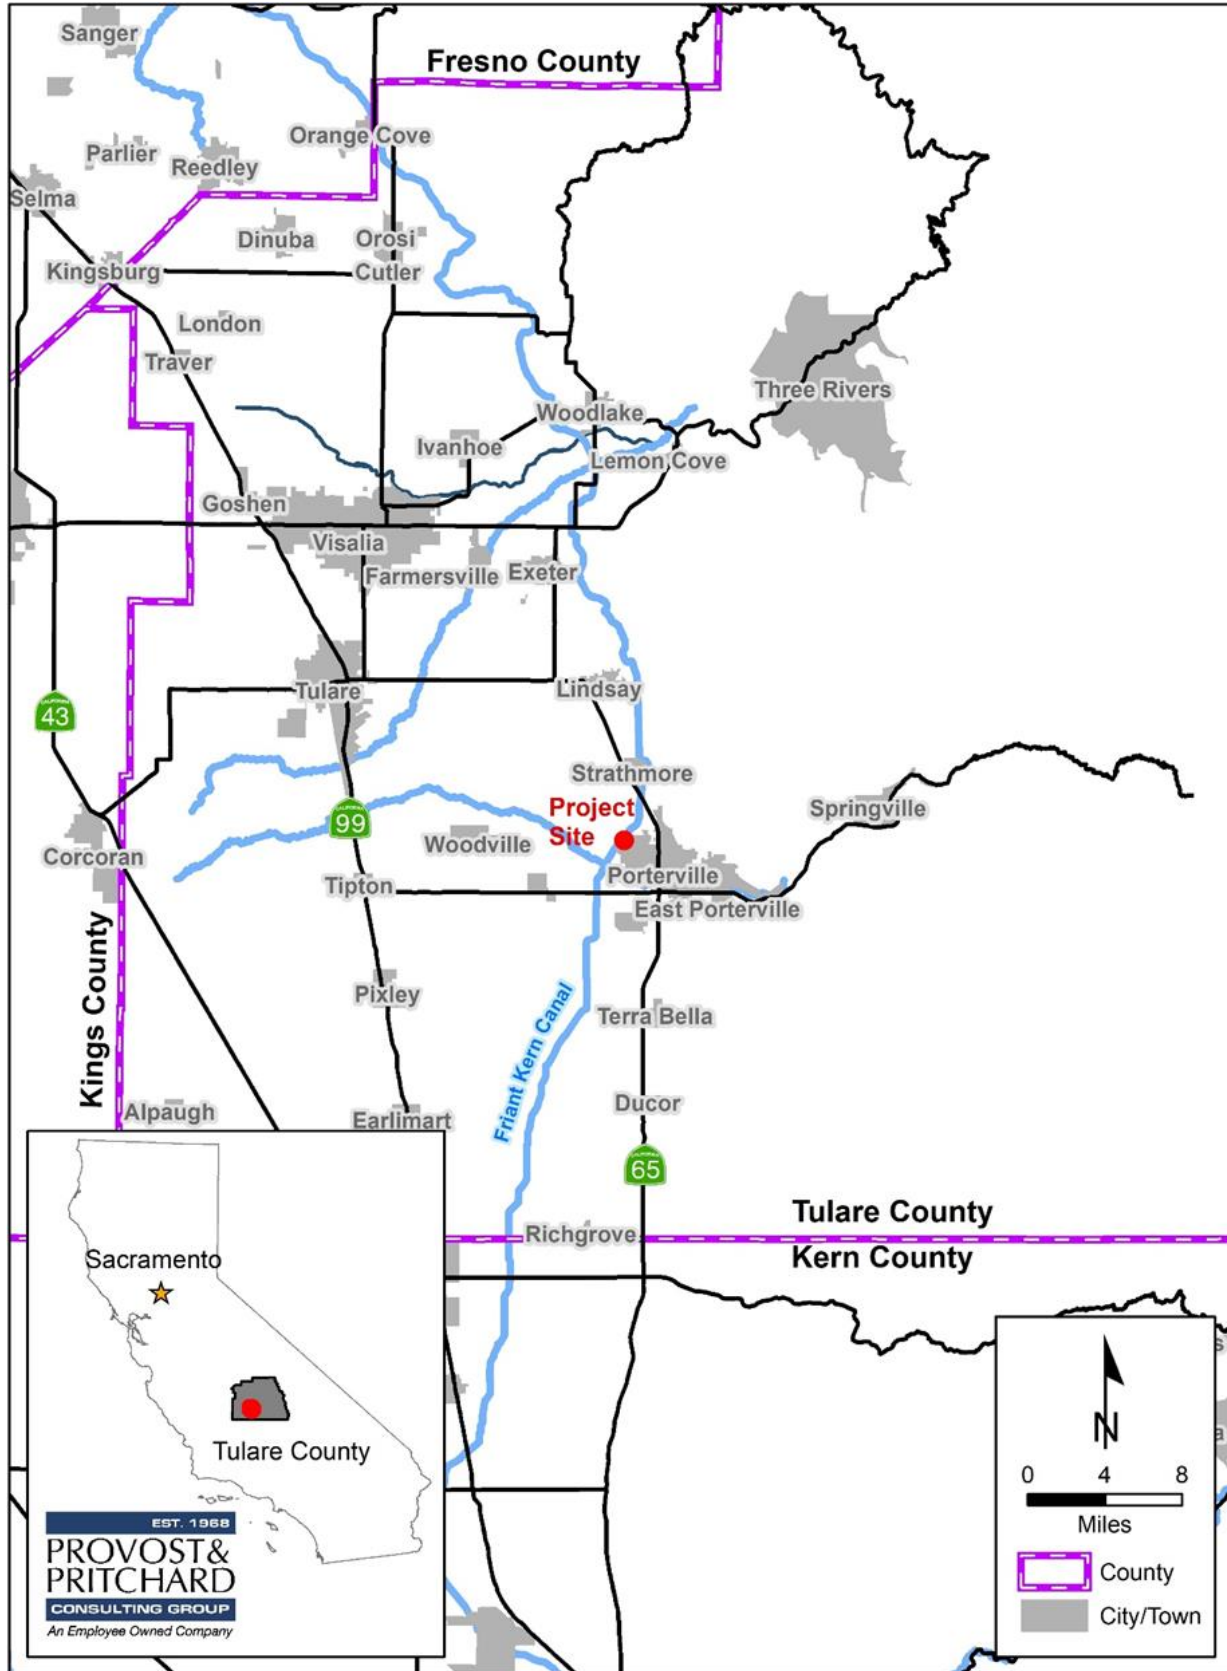 Sanger
Fresno County
Orange Cove
Parlier
Reedley
Selma
Dinuba
Orosi
Kingsburg
Cutler
London
Traver
Three Rivers
Woodlake
Ivanhoe
Lemon Cove
Goshen
Visalia
Farmersville
Exeter
Tulare
Lindsay
43
Strathmore
Project
Site
Springville
99
Woodville
Corcoran
Porterville
Tipton
East Porterville
Kings County
Pixley
Friant Kern Canal
Terra Bella
Alpaugh
Earlimart
Ducor
65
Tulare County
Richgrove
Kern County
Sacramento
Tulare County
N
0 4 8
Miles
County
City/Town
EST. 1968
PROVOST&
PRITCHARD
CONSULTING GROUP
An Employee Owned Company